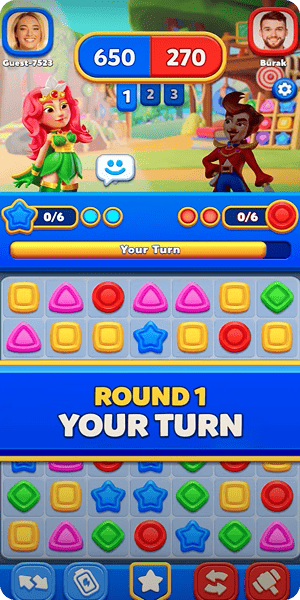 650 270
Guest-7523 Burak
1 2 3
0/6 0/6
Your Turn
ROUND 1
YOUR TURN